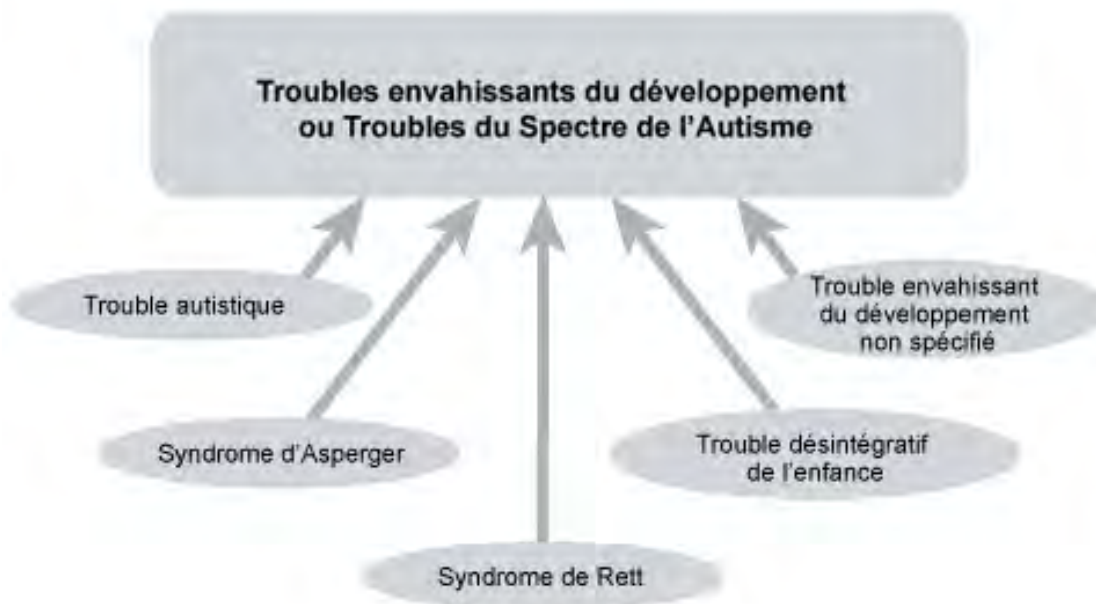 Troubles envahissants du développement
ou Troubles du Spectre de l'Autisme
Trouble autistique
Trouble envahissant
du développement
non spécifié
Syndrome d'Asperger
Trouble désintégratif
de l'enfance
Syndrome de Rett